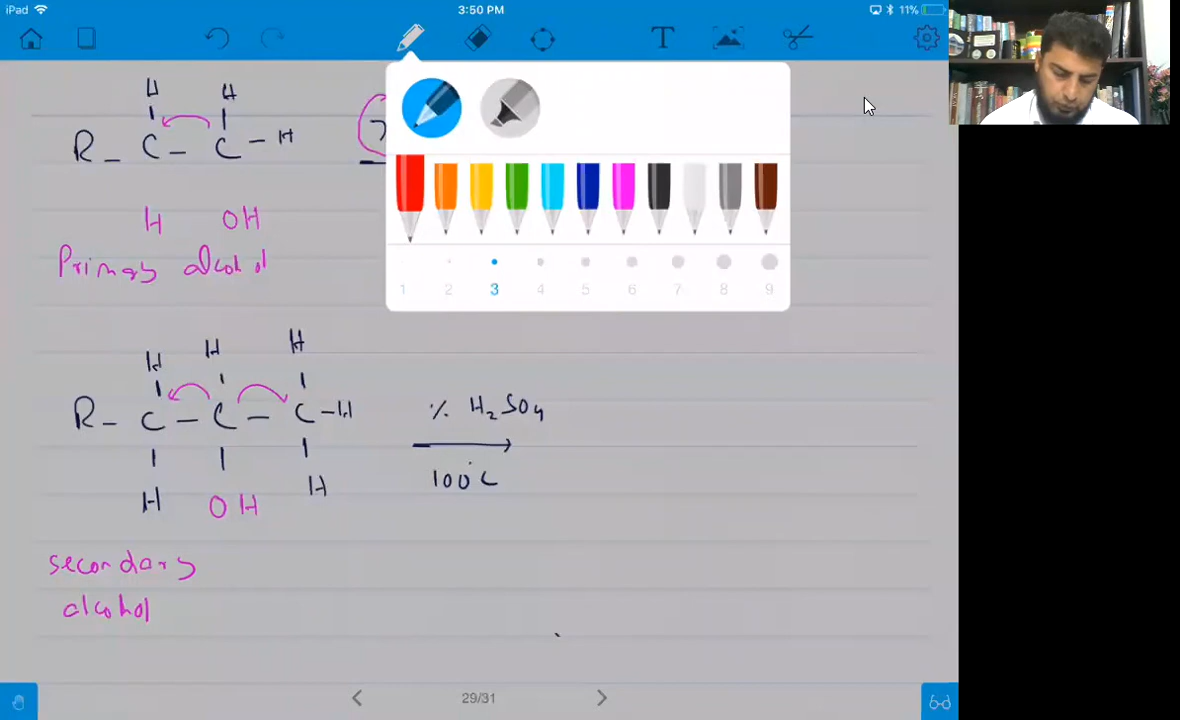 iPad 3:50 PM 11%
T
H H
R - C - C - H
H OH
Primary alcohol
1 2 3 4 5 6 7 8 9
H H H
R - C - C - C - H
% H2SO4
100°C
H OH H
secondary
alcohol
29/31